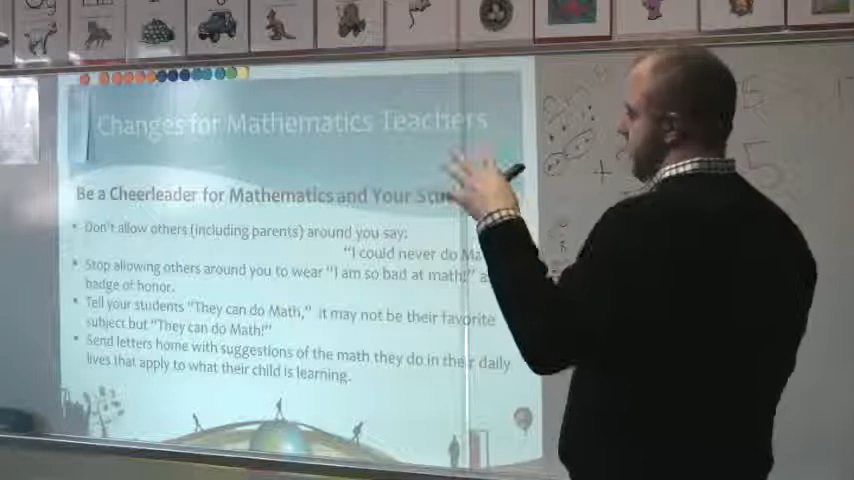 Changes for Mathematics Teachers
Be a Cheerleader for Mathematics and Your
• Don't allow others (including parents) around you say:
"I could never do
• Stop allowing others around you to wear "I am so bad at math!"
badge of honor.
• Tell your students "They can do Math," it may not be their favorite
subject but "They can do Math!"
• Send letters home with suggestions of the math they do in their daily
lives that apply to what their child is learning.
+
5